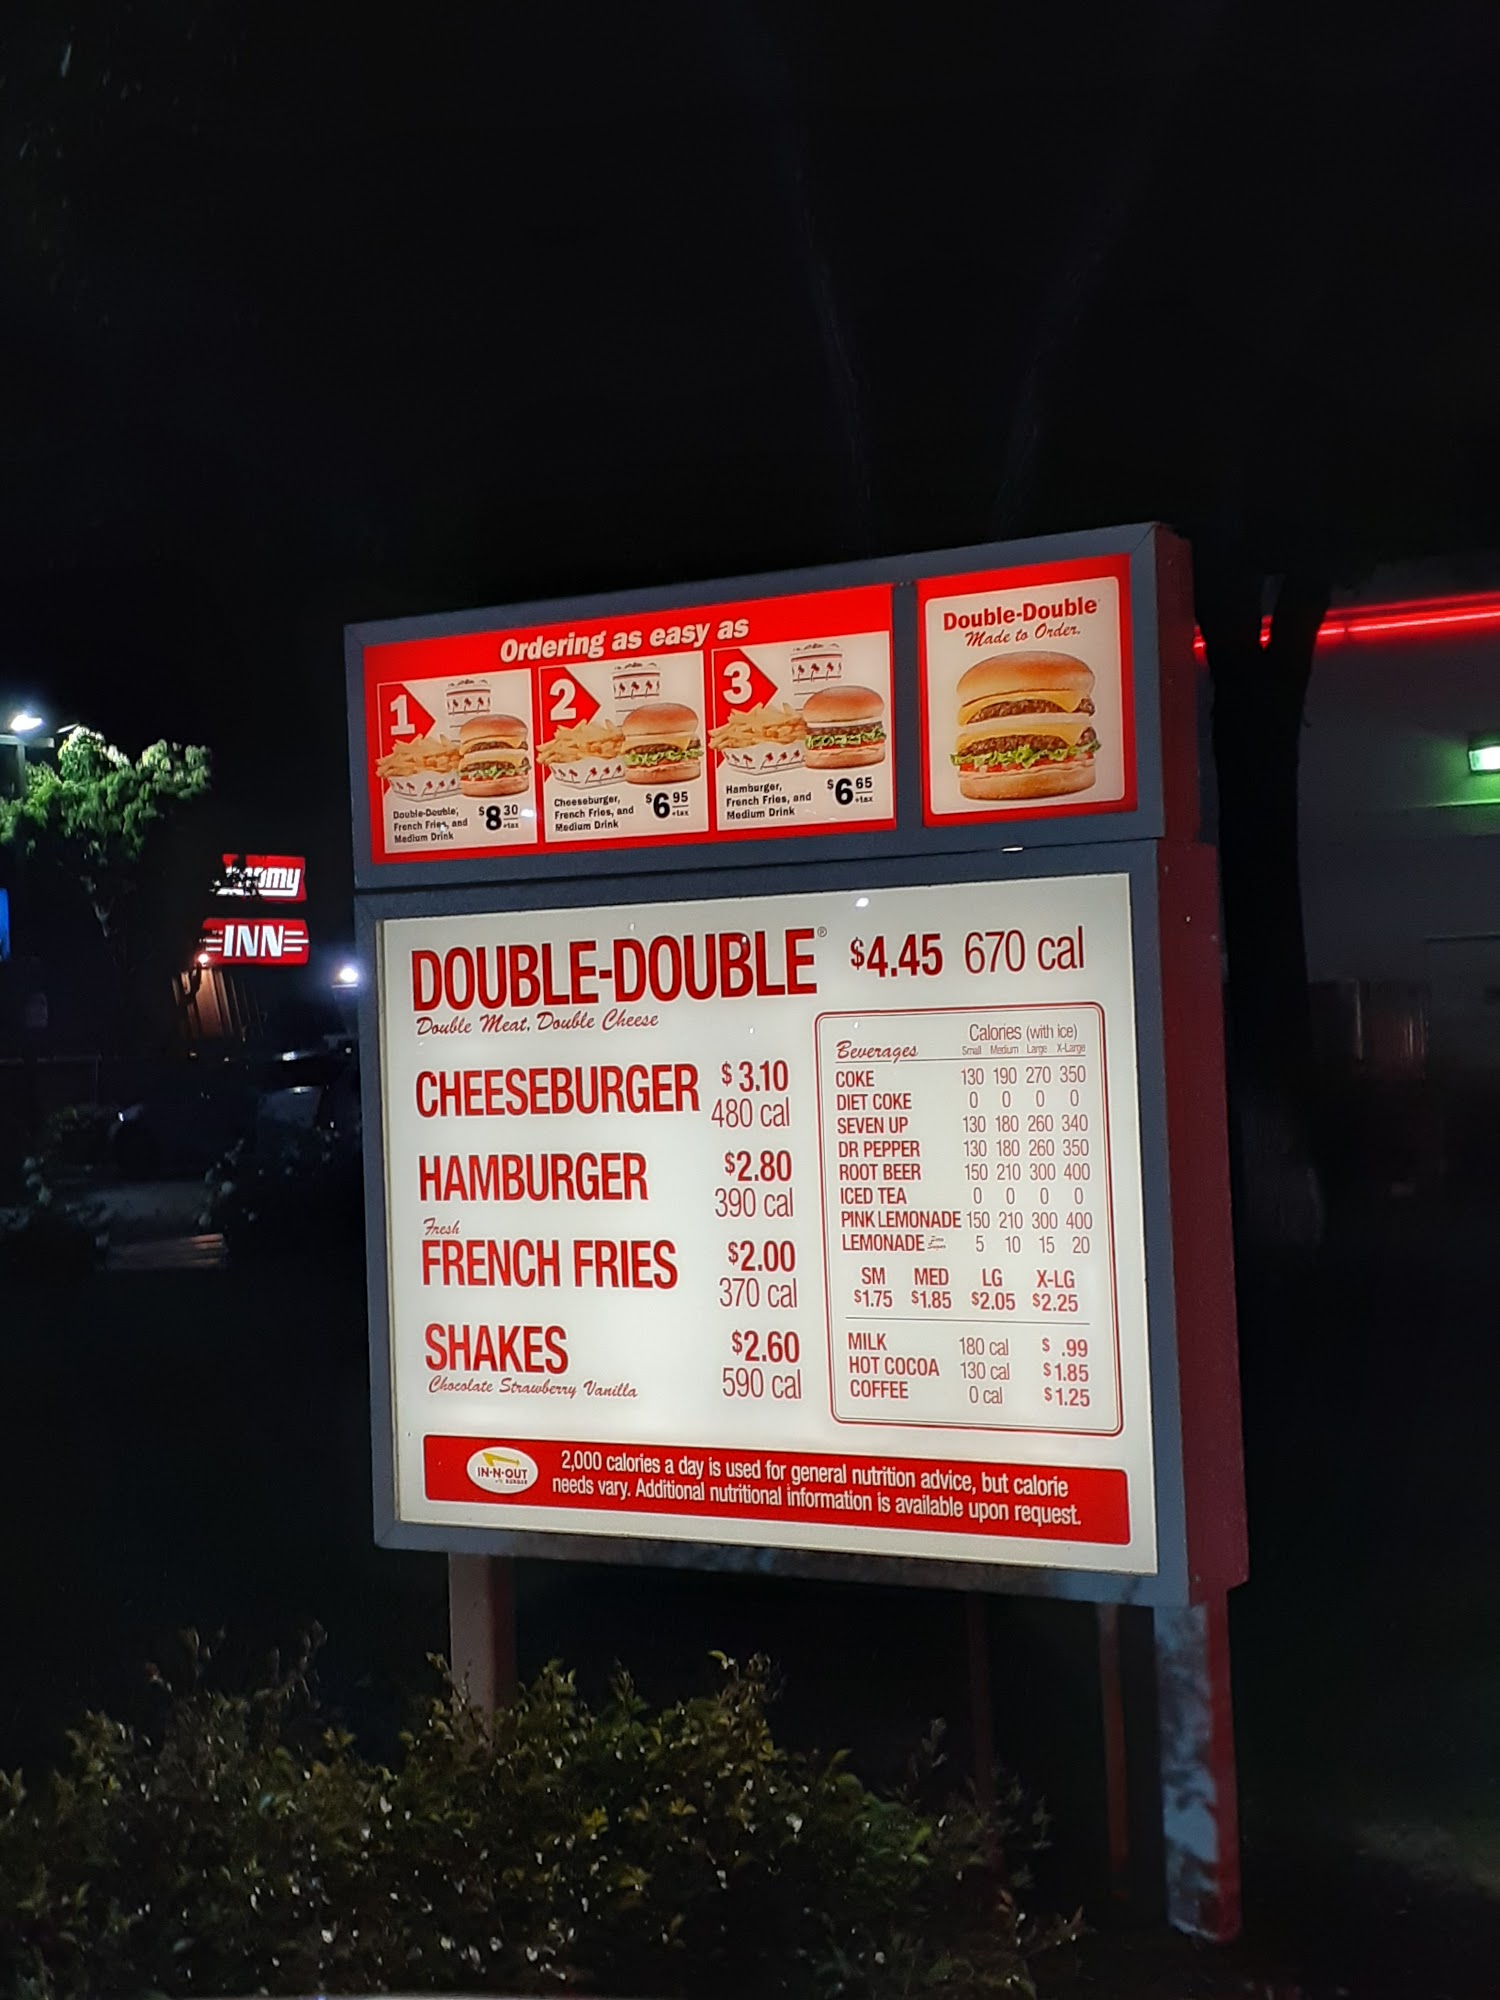 Ordering as easy as
1
Double-Double,
French Fries, and
Medium Drink
$8 30
+tax
2
Cheeseburger,
French Fries, and
Medium Drink
$6 95
+tax
3
Hamburger,
French Fries, and
Medium Drink
$6 65
+tax
Double-Double
Made to Order.
INN
DOUBLE-DOUBLE® $4.45 670 cal
Double Meat, Double Cheese
CHEESEBURGER $3.10
480 cal
HAMBURGER $2.80
390 cal
Fresh
FRENCH FRIES $2.00
370 cal
SHAKES $2.60
Chocolate Strawberry Vanilla 590 cal
Calories (with ice)
Beverages Small Medium Large X-Large
COKE 130 190 270 350
DIET COKE 0 0 0 0
SEVEN UP 130 180 260 340
DR PEPPER 130 180 260 350
ROOT BEER 150 210 300 400
ICED TEA 0 0 0 0
PINK LEMONADE 150 210 300 400
LEMONADE Zero Sugar 5 10 15 20
SM MED LG X-LG
$1.75 $1.85 $2.05 $2.25
MILK 180 cal $ .99
HOT COCOA 130 cal $1.85
COFFEE 0 cal $1.25
IN-N-OUT
BURGER
2,000 calories a day is used for general nutrition advice, but calorie
needs vary. Additional nutritional information is available upon request.